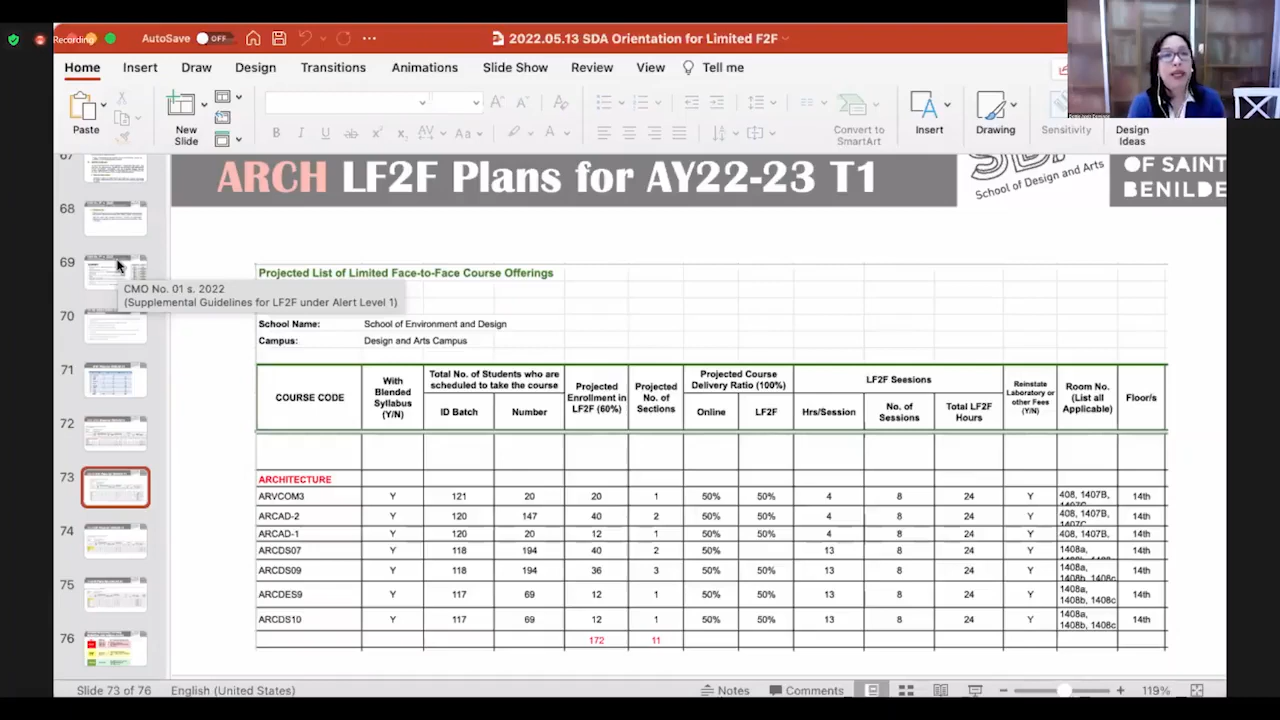 Recording
AutoSave OFF
2022.05.13 SDA Orientation for Limited F2F
Home Insert Draw Design Transitions Animations Slide Show Review View Tell me
Paste
New
Slide
B I U
Aa
Convert to
SmartArt
Insert
Drawing
Sensitivity
Design
Ideas
67
68
69
70
71
72
73
74
75
76
CMO No. 01 s. 2022
(Supplemental Guidelines for LF2F under Alert Level 1)
ARCH LF2F Plans for AY22-23 T1
School of Design and Arts
OF SAINT
BENILDE
Projected List of Limited Face-to-Face Course Offerings
School Name: School of Environment and Design
Campus: Design and Arts Campus
COURSE CODE
With
Blended
Syllabus
(Y/N)
Total No. of Students who are
scheduled to take the course
ID Batch Number
Projected
Enrollment in
LF2F (60%)
Projected
No. of
Sections
Projected Course
Delivery Ratio (100%)
Online LF2F
LF2F Sesions
Hrs/Session
No. of
Sessions
Total LF2F
Hours
Reinstate
Laboratory or
other Fees
(Y/N)
Room No.
(List all
Applicable)
Floor/s
ARCHITECTURE
ARVCOM3 Y 121 20 20 1 50% 50% 4 8 24 Y 408, 1407B, 14th
ARCAD-2 Y 120 147 40 2 50% 50% 4 8 24 Y 408, 1407B, 14th
ARCAD-1 Y 120 20 12 1 50% 50% 4 8 24 Y 408, 1407B, 14th
ARCDS07 Y 118 194 40 2 50% 13 8 24 Y 1408a, 14th
ARCDS09 Y 118 194 36 3 50% 50% 13 8 24 Y 1408a, 1408b, 1408c 14th
ARCDES9 Y 117 69 12 1 50% 50% 13 8 24 Y 1408a, 1408b, 1408c 14th
ARCDS10 Y 117 69 12 1 50% 50% 13 8 24 Y 1408a, 1408b, 1408c 14th
172 11
Slide 73 of 76 English (United States) Notes Comments 119%